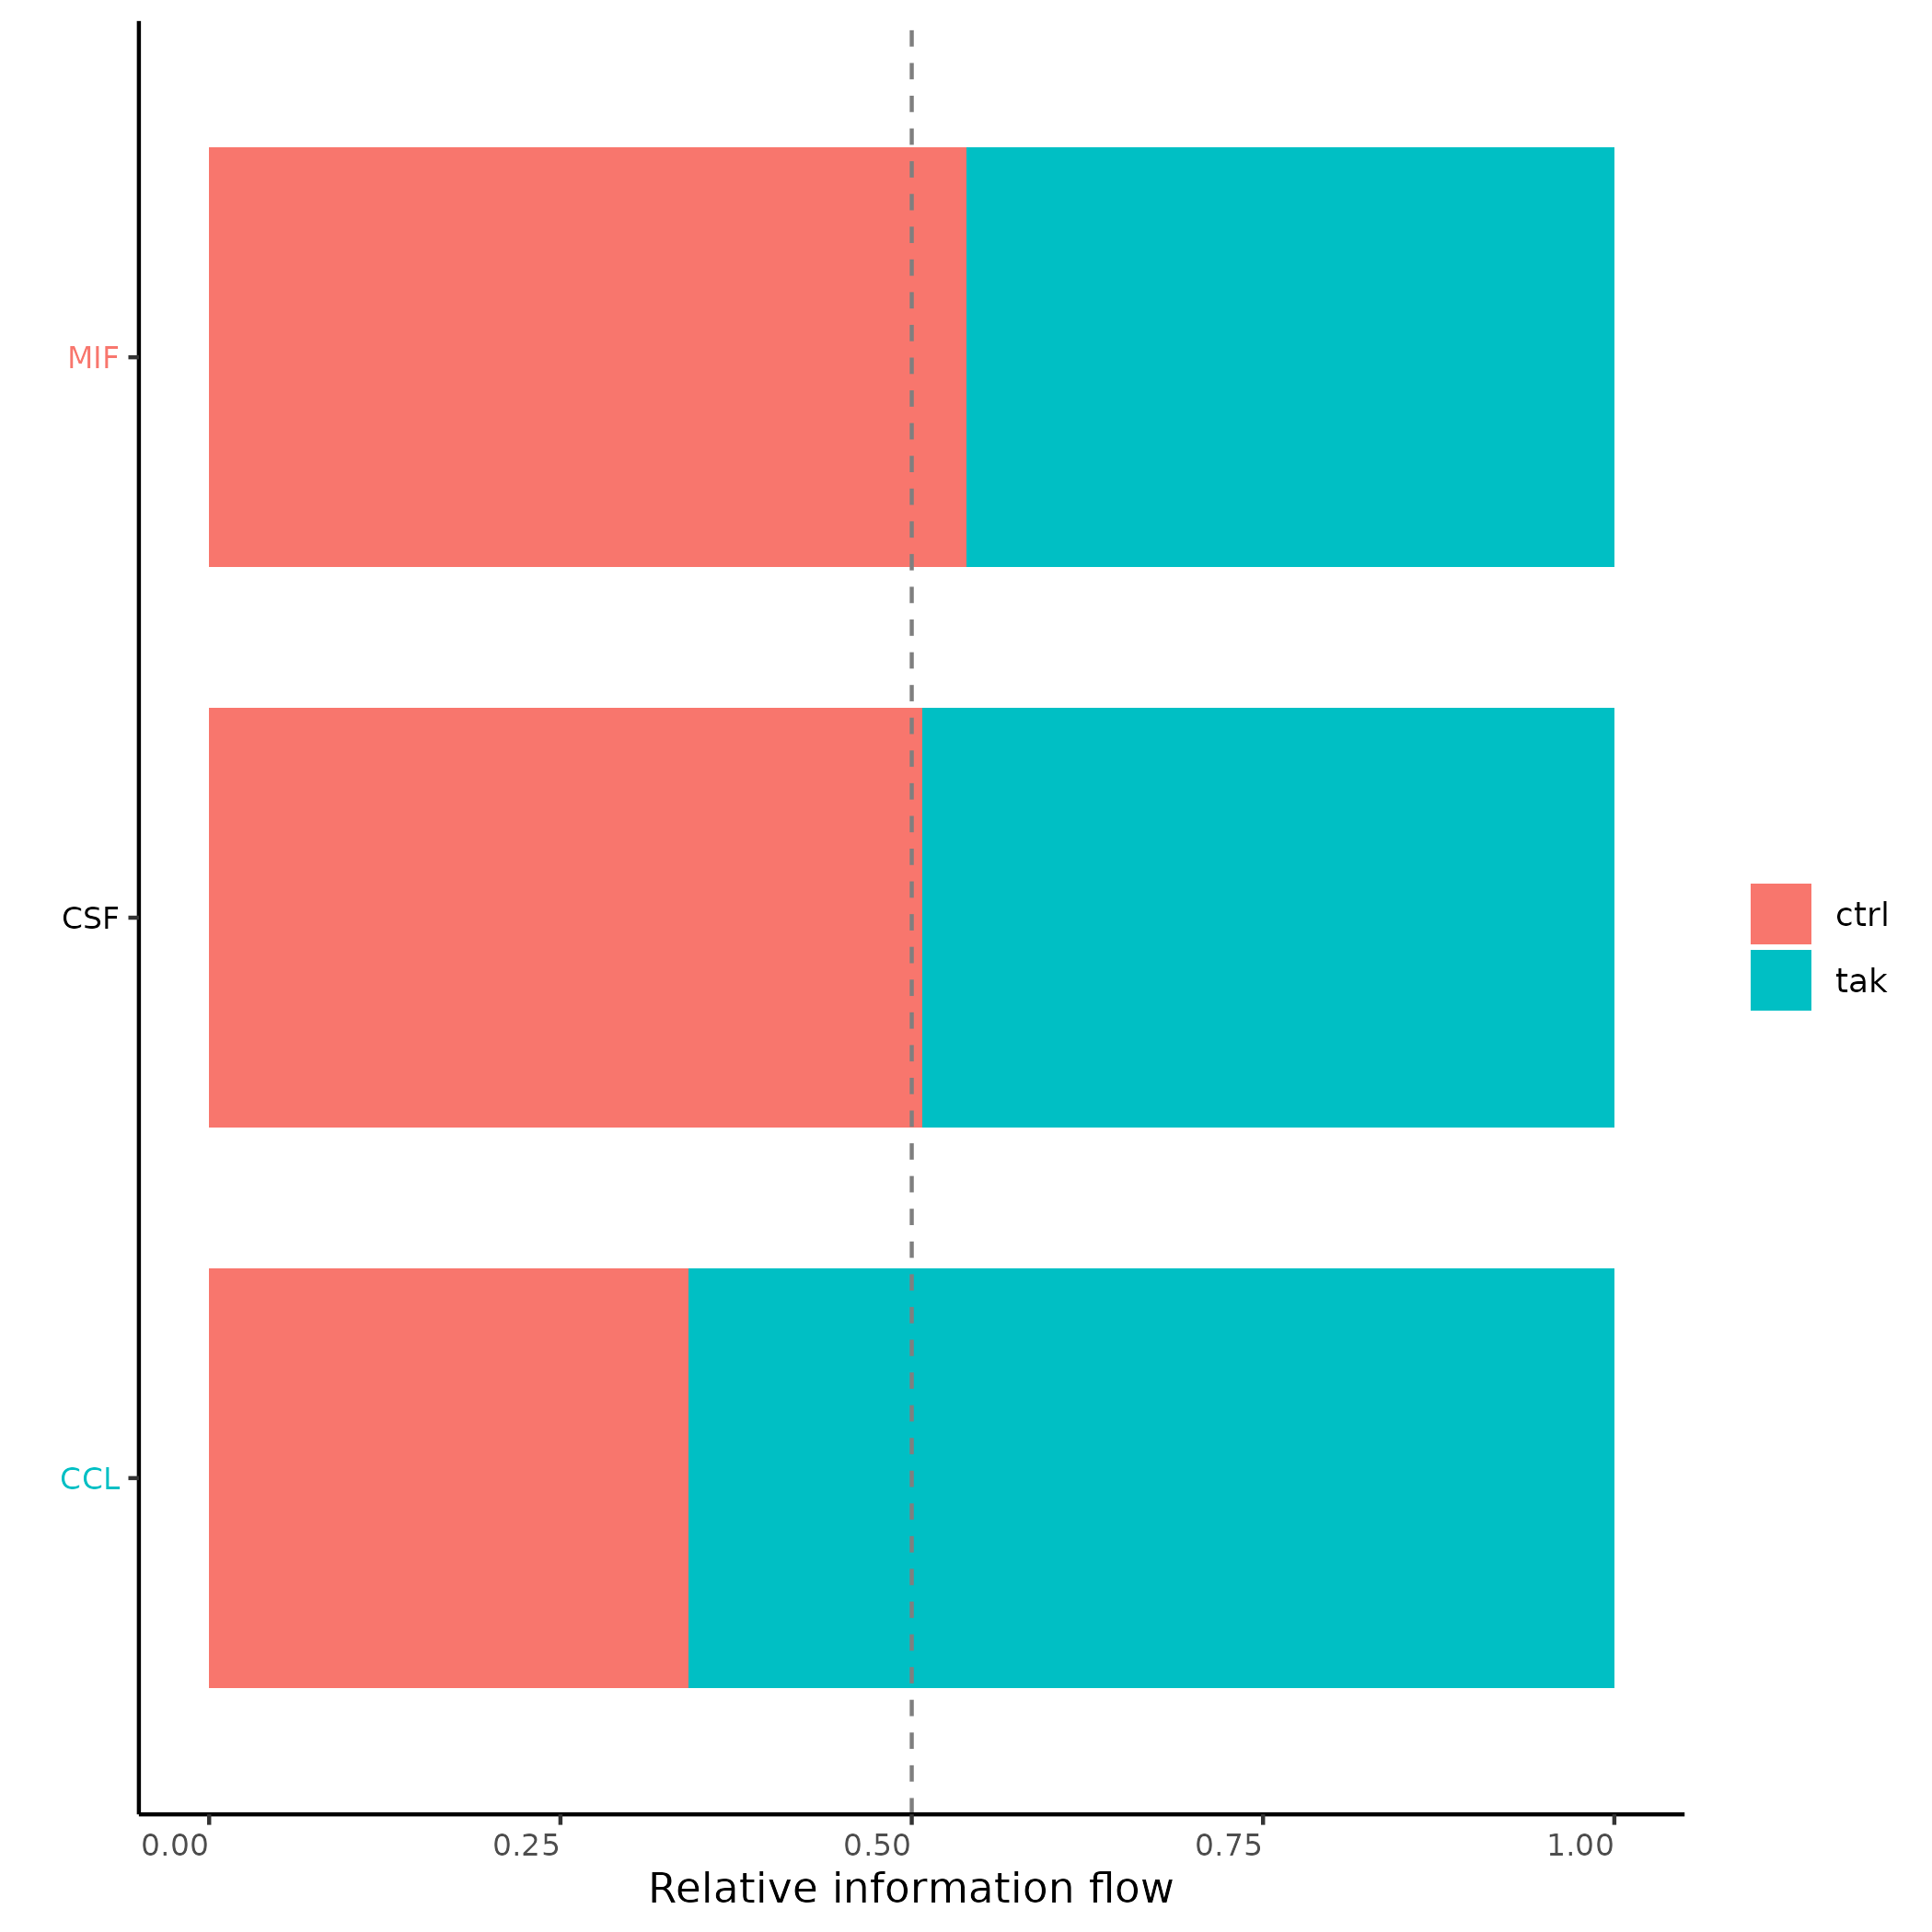 MIF
CSF
CCL
ctrl
tak
0.00 0.25 0.50 0.75 1.00
Relative information flow